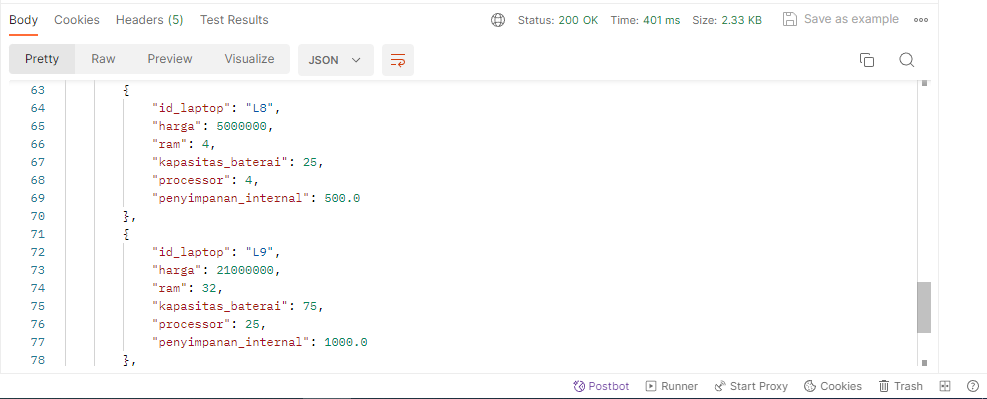 Body Cookies Headers (5) Test Results Status: 200 OK Time: 401 ms Size: 2.33 KB Save as example
Pretty Raw Preview Visualize JSON
63 {
64 "id_laptop": "L8",
65 "harga": 5000000,
66 "ram": 4,
67 "kapasitas_baterai": 25,
68 "processor": 4,
69 "penyimpanan_internal": 500.0
70 },
71 {
72 "id_laptop": "L9",
73 "harga": 21000000,
74 "ram": 32,
75 "kapasitas_baterai": 75,
76 "processor": 25,
77 "penyimpanan_internal": 1000.0
78 },
Postbot Runner Start Proxy Cookies Trash